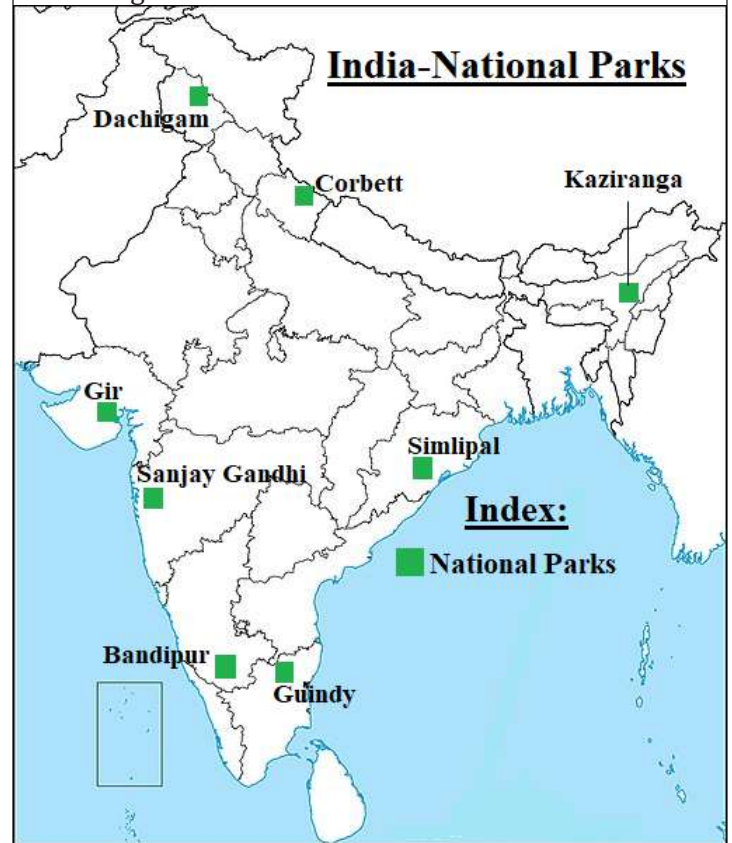 India-National Parks
Dachigam
Corbett
Kaziranga
Gir
Simlipal
Sanjay Gandhi
Index:
National Parks
Bandipur
Guindy